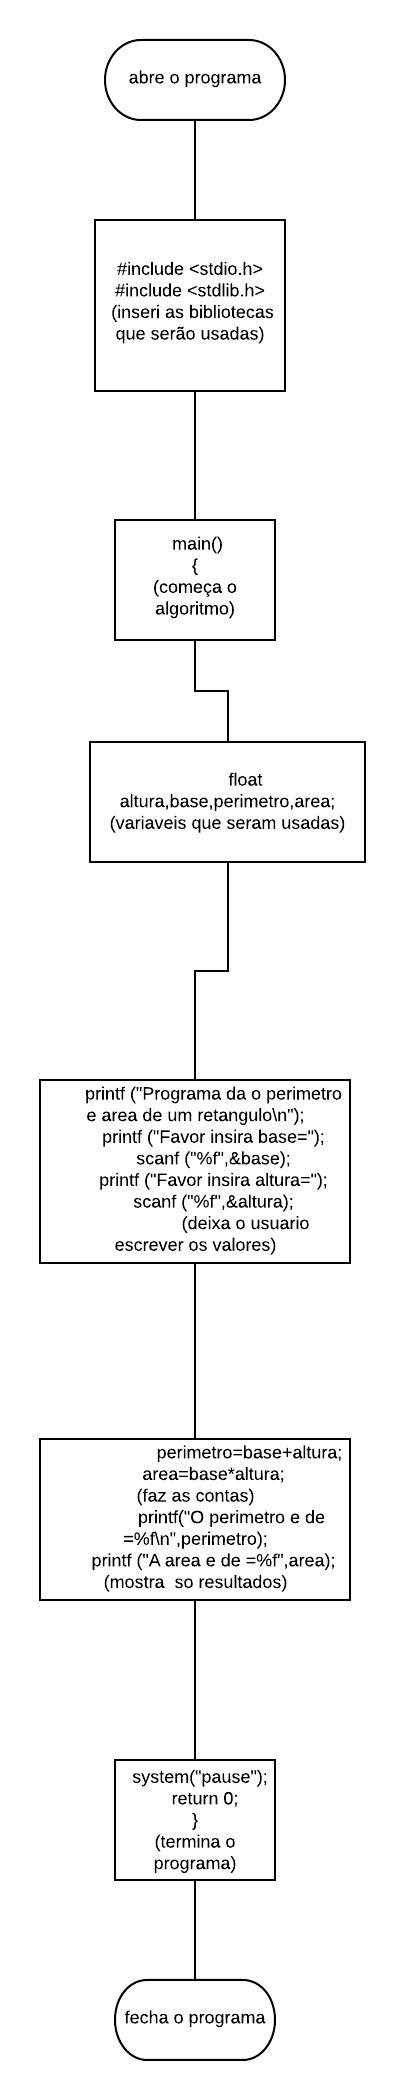 abre o programa
#include <stdio.h>
#include <stdlib.h>
(inseri as bibliotecas
que serão usadas)
main()
{
(começa o
algoritmo)
float
altura,base,perimetro,area;
(variaveis que seram usadas)
printf ("Programa da o perimetro
e area de um retangulo\n");
printf ("Favor insira base=");
scanf ("%f",&base);
printf ("Favor insira altura=");
scanf ("%f",&altura);
(deixa o usuario
escrever os valores)
perimetro=base+altura;
area=base*altura;
(faz as contas)
printf("O perimetro e de
=%f\n",perimetro);
printf ("A area e de =%f",area);
(mostra  so resultados)
system("pause");
return 0;
}
(termina o
programa)
fecha o programa